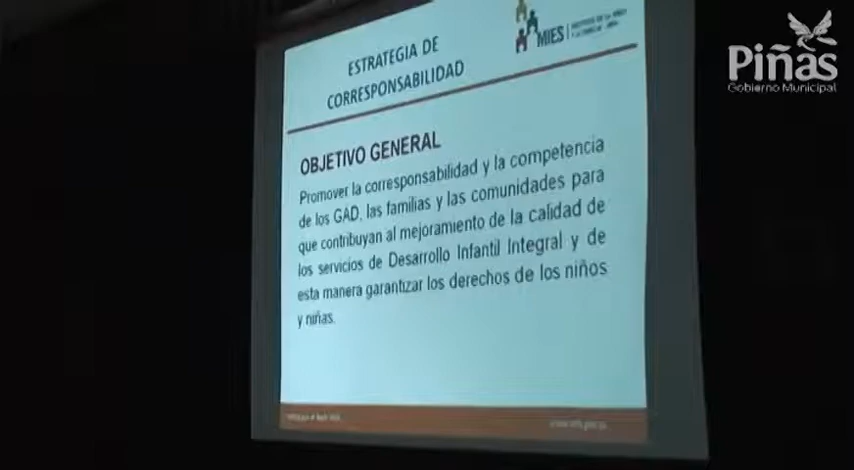 ESTRATEGIA DE
CORRESPONSABILIDAD
MIES
Piñas
Gobierno Municipal
OBJETIVO GENERAL
Promover la corresponsabilidad y la competencia
de los GAD, las familias y las comunidades para
que contribuyan al mejoramiento de la calidad de
los servicios de Desarrollo Infantil Integral y de
esta manera garantizar los derechos de los niños
y niñas.